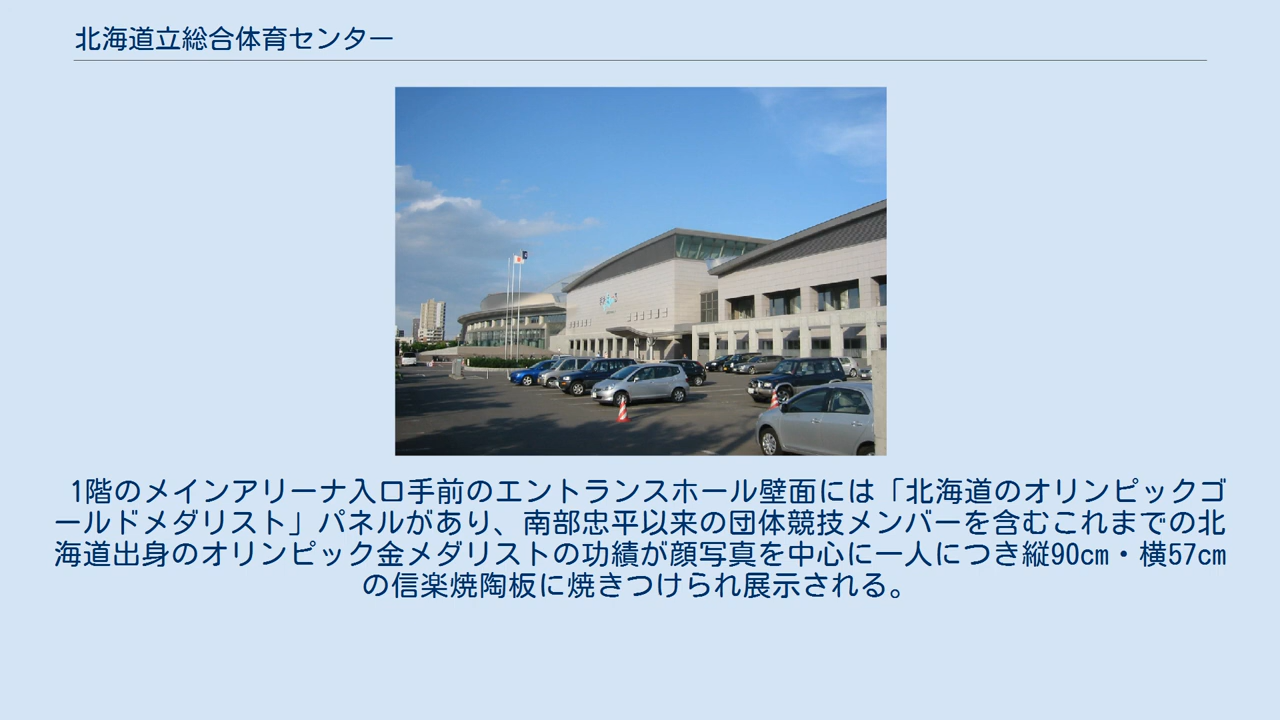 北海道立総合体育センター
1階のメインアリーナ入口手前のエントランスホール壁面には「北海道のオリンピックゴ
ールドメダリスト」パネルがあり、南部忠平以来の団体競技メンバーを含むこれまでの北
海道出身のオリンピック金メダリストの功績が顔写真を中心に一人につき縦90cm・横57cm
の信楽焼陶板に焼きつけられ展示される。